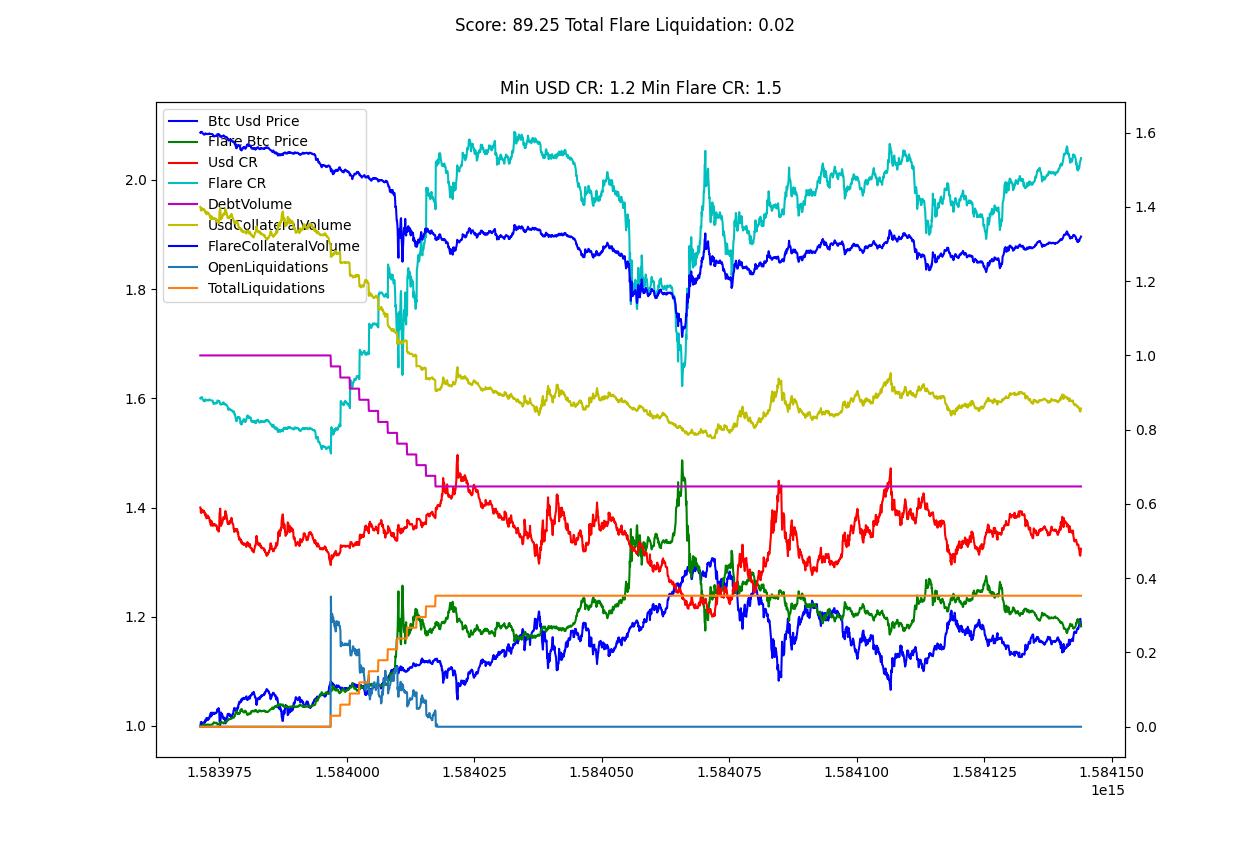 Score: 89.25 Total Flare Liquidation: 0.02
Min USD CR: 1.2 Min Flare CR: 1.5
Btc Usd Price
Flare Btc Price
Usd CR
Flare CR
DebtVolume
UsdCollateralVolume
FlareCollateralVolume
OpenLiquidations
TotalLiquidations
2.0
1.8
1.6
1.4
1.2
1.0
1.6
1.4
1.2
1.0
0.8
0.6
0.4
0.2
0.0
1.583975 1.584000 1.584025 1.584050 1.584075 1.584100 1.584125 1.584150
1e15